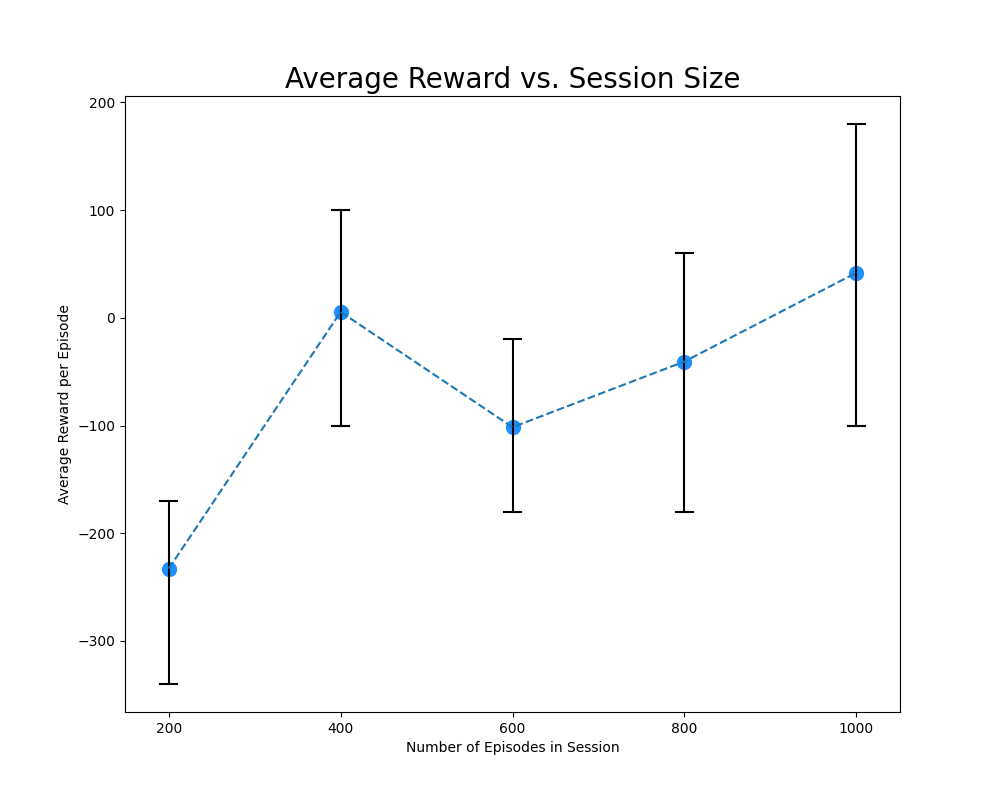 Average Reward vs. Session Size
200
100
0
−100
−200
−300
Average Reward per Episode
200 400 600 800 1000
Number of Episodes in Session